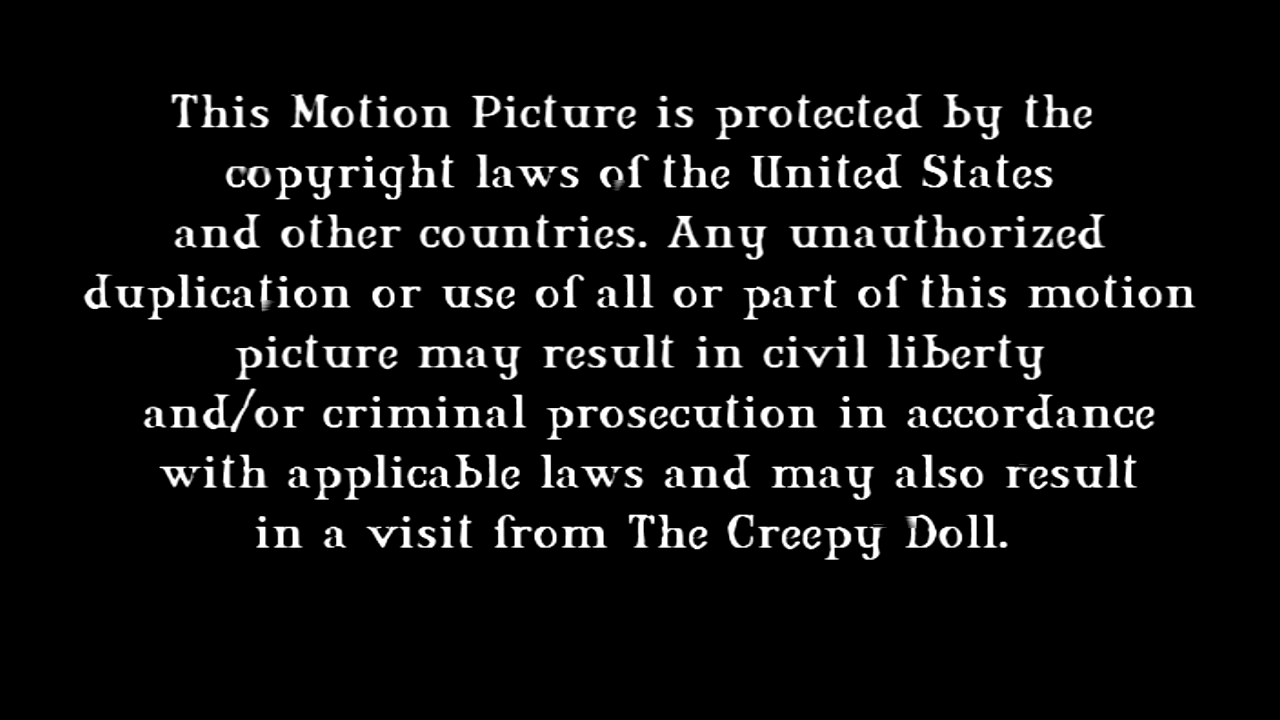 This Motion Picture is protected by the
copyright laws of the United States
and other countries. Any unauthorized
duplication or use of all or part of this motion
picture may result in civil liberty
and/or criminal prosecution in accordance
with applicable laws and may also result
in a visit from The Creepy Doll.